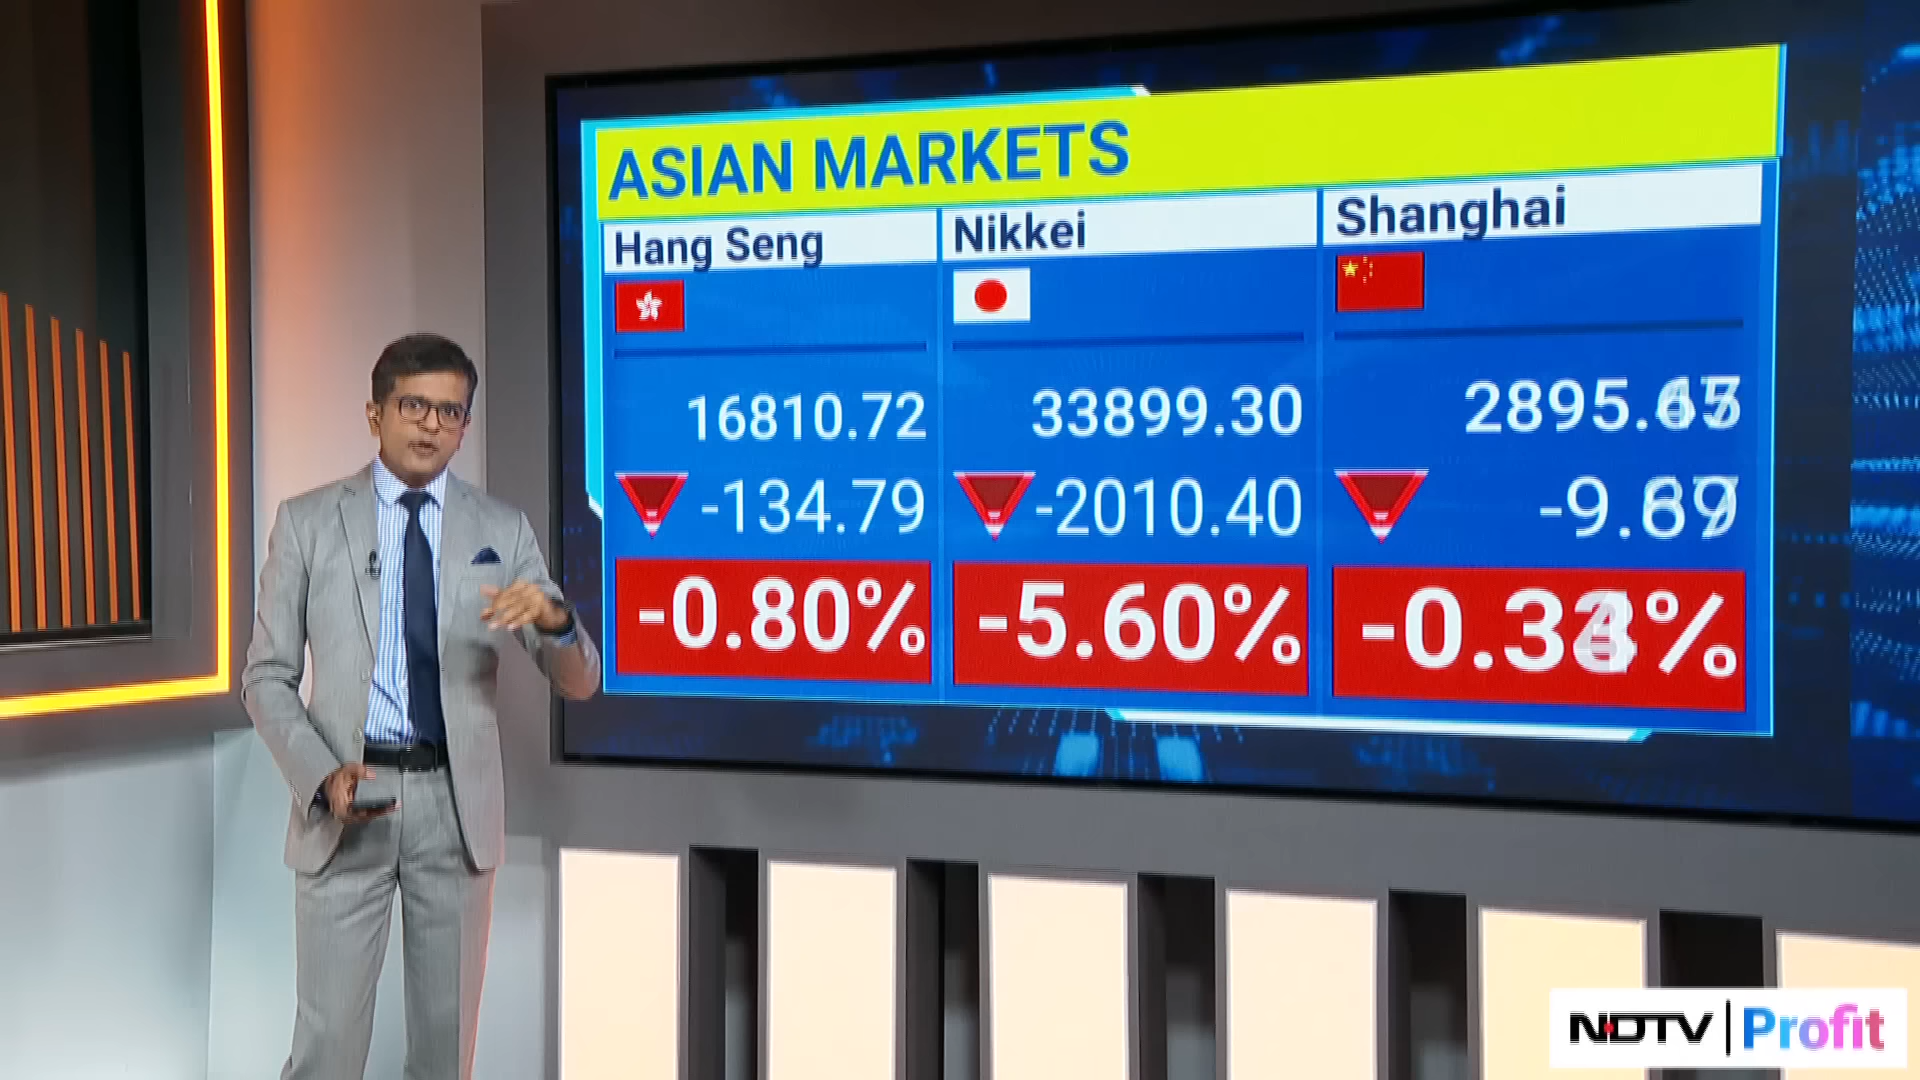 ASIAN MARKETS
Hang Seng
Nikkei
Shanghai
16810.72
33899.30
-134.79
-2010.40
-0.80%
-5.60%
NDTV Profit